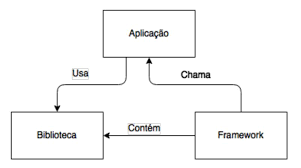 Aplicação
Usa
Chama
Contém
Biblioteca
Framework